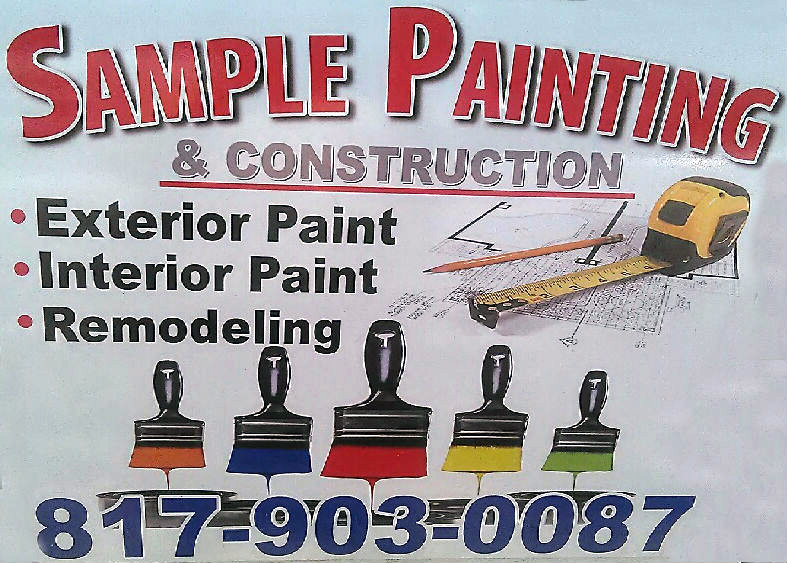 SAMPLE PAINTING
& CONSTRUCTION
• Exterior Paint
• Interior Paint
• Remodeling
817-903-0087